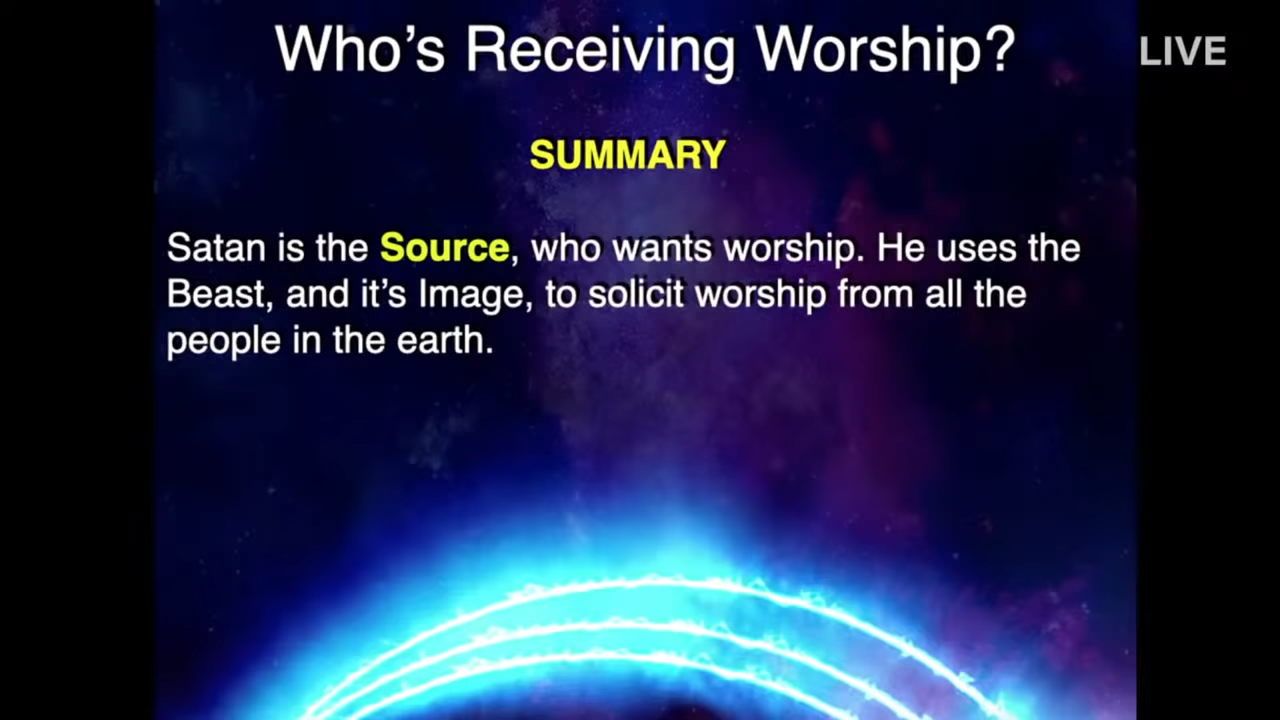 Who’s Receiving Worship?
LIVE
SUMMARY
Satan is the Source, who wants worship. He uses the
Beast, and it’s Image, to solicit worship from all the
people in the earth.